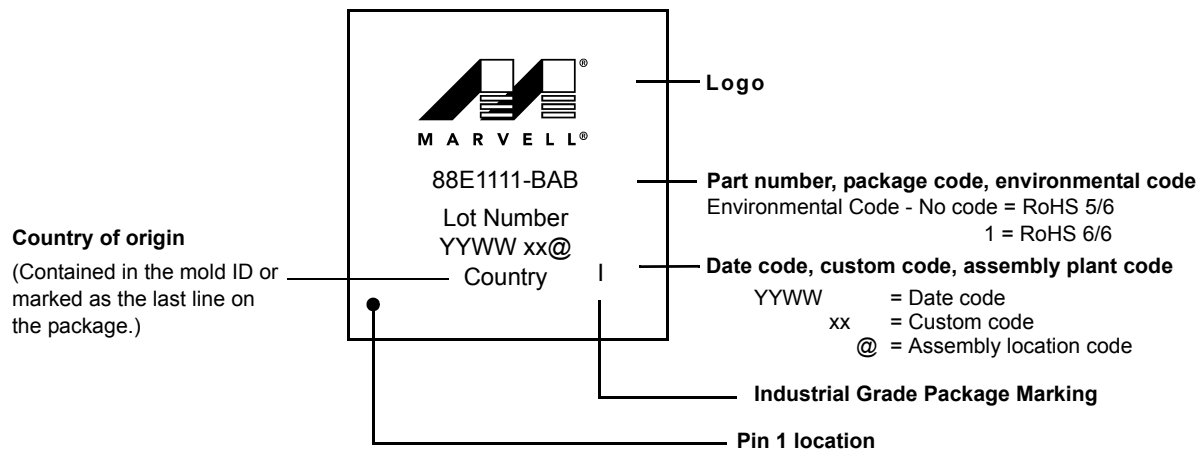 ®
MARVELL®
88E1111-BAB
Lot Number
YYWW xx@
Country I
Logo
Part number, package code, environmental code
Environmental Code - No code = RoHS 5/6
1 = RoHS 6/6
Date code, custom code, assembly plant code
YYWW = Date code
xx = Custom code
@ = Assembly location code
Industrial Grade Package Marking
Pin 1 location
Country of origin
(Contained in the mold ID or
marked as the last line on
the package.)